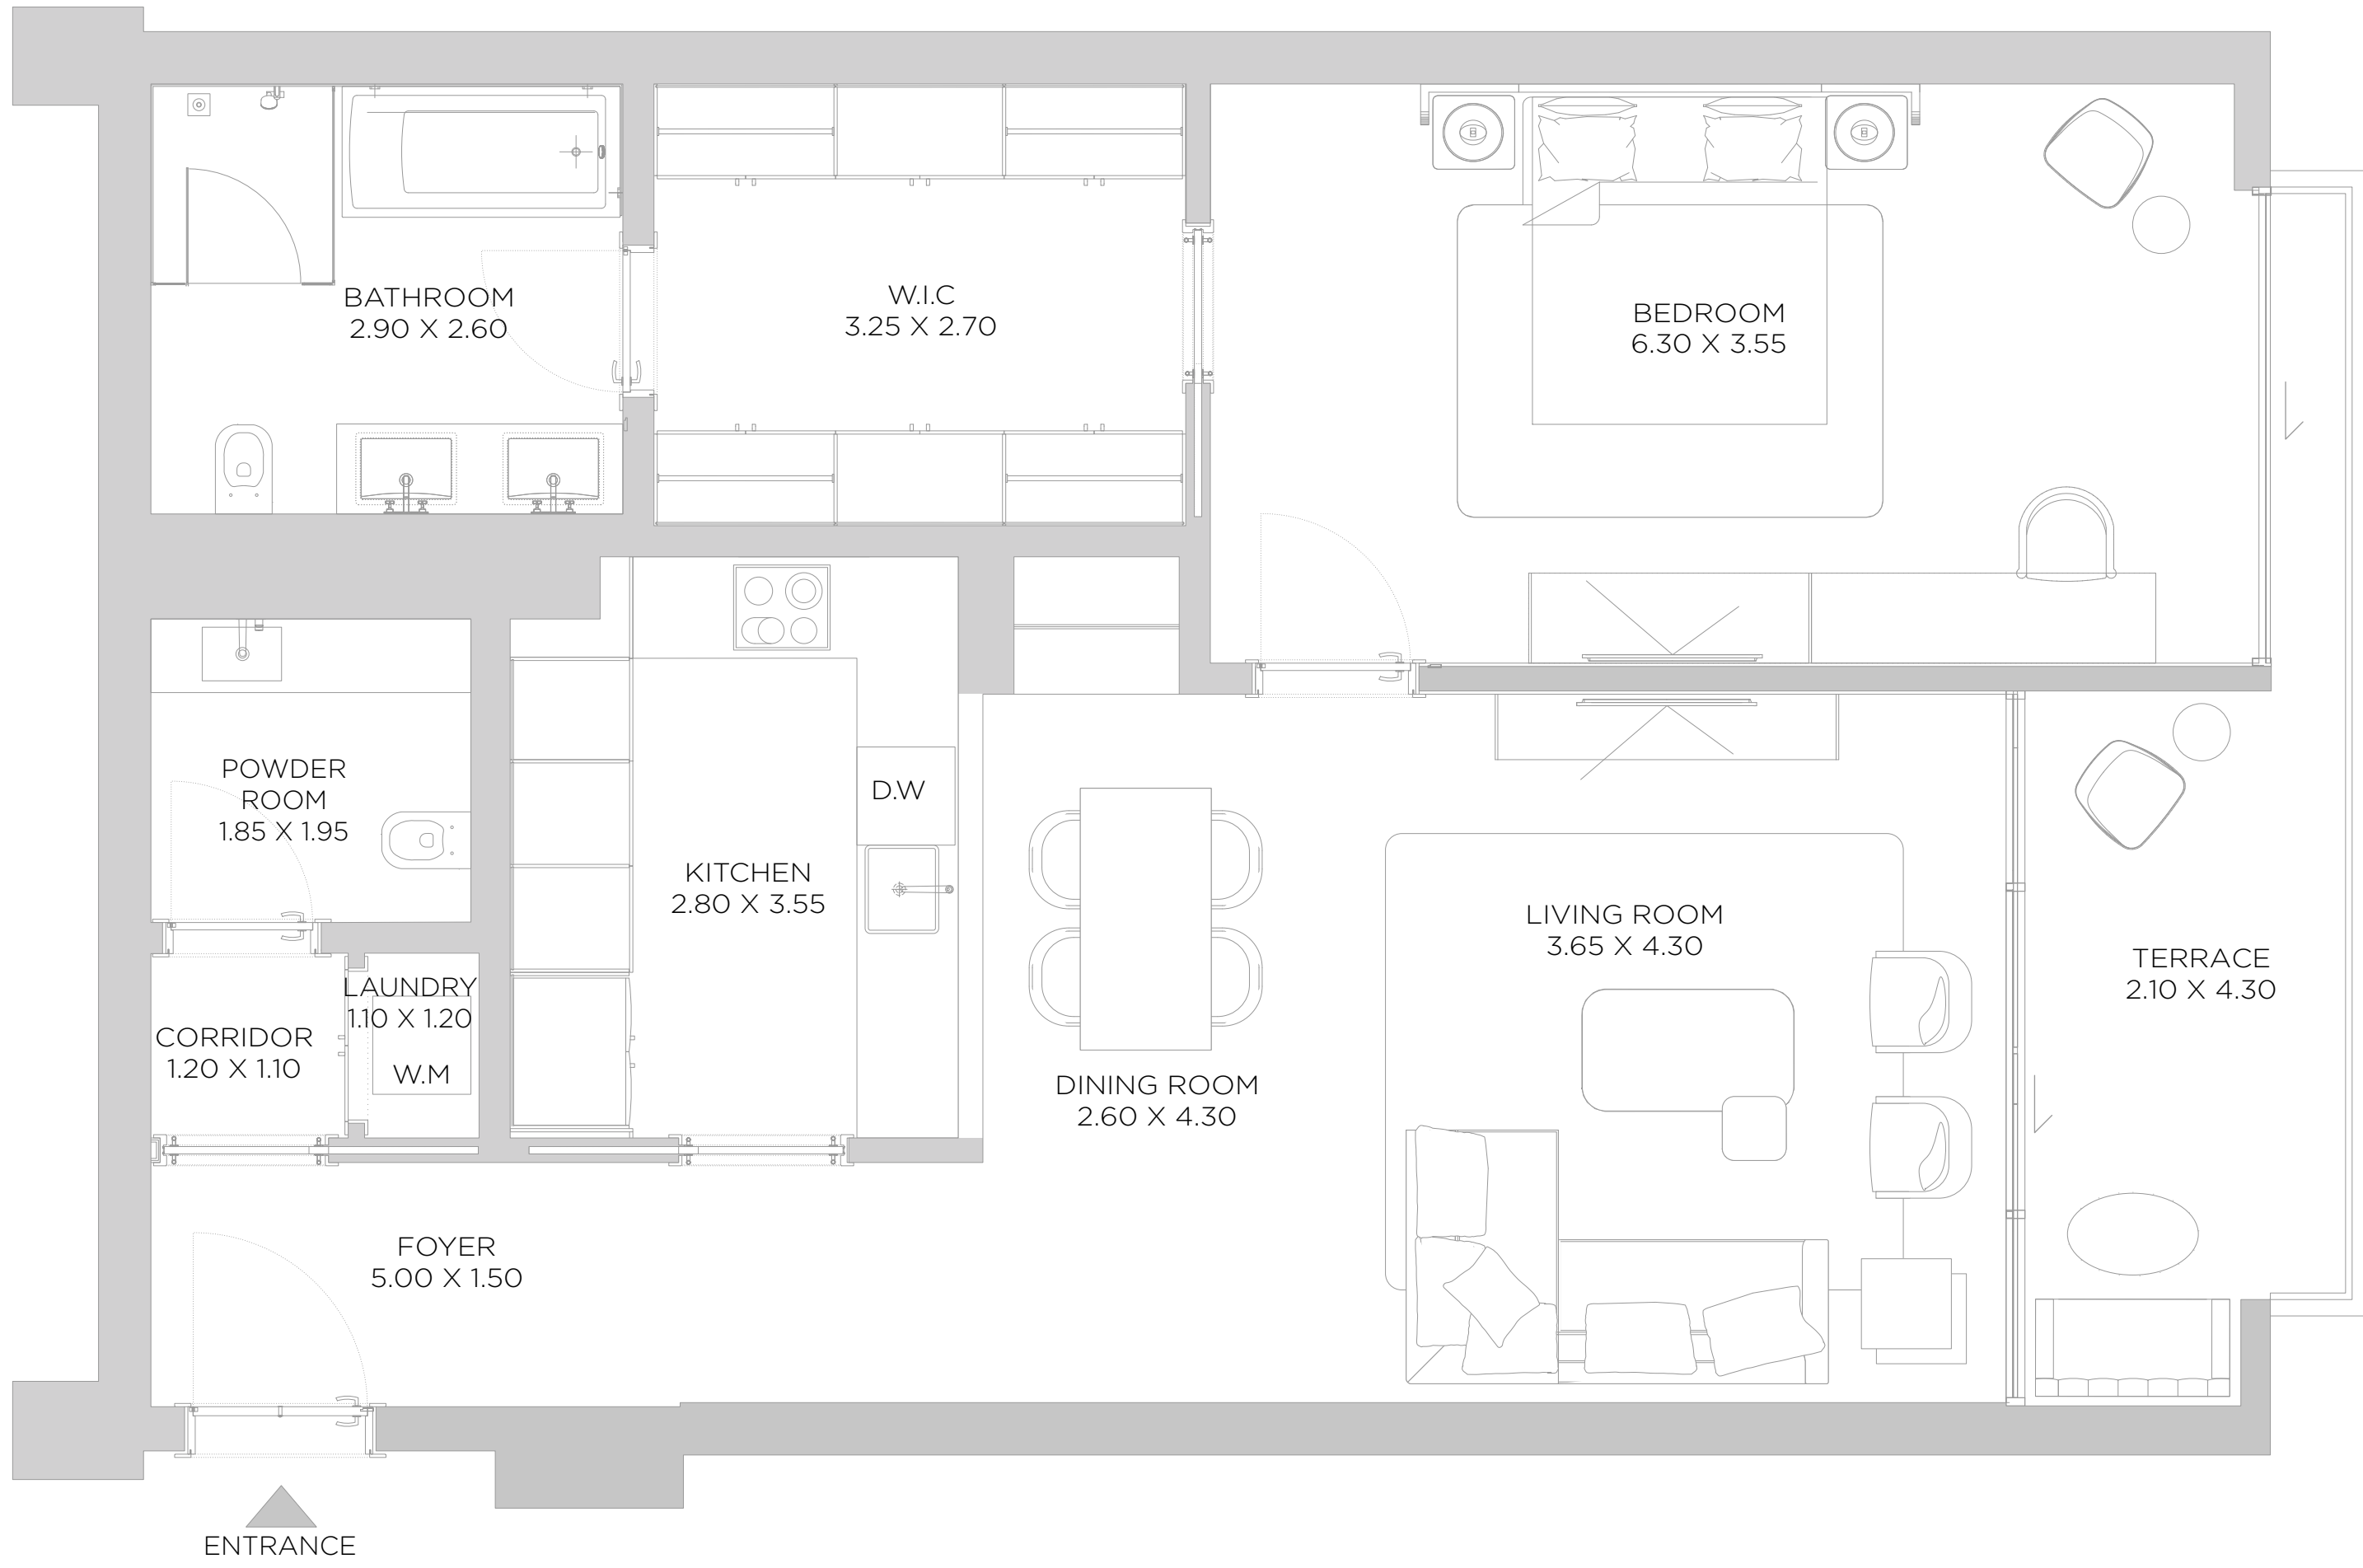 BATHROOM
2.90 X 2.60
W.I.C
3.25 X 2.70
BEDROOM
6.30 X 3.55
POWDER
ROOM
1.85 X 1.95
D.W
KITCHEN
2.80 X 3.55
LIVING ROOM
3.65 X 4.30
TERRACE
2.10 X 4.30
LAUNDRY
1.10 X 1.20
W.M
CORRIDOR
1.20 X 1.10
DINING ROOM
2.60 X 4.30
FOYER
5.00 X 1.50
ENTRANCE